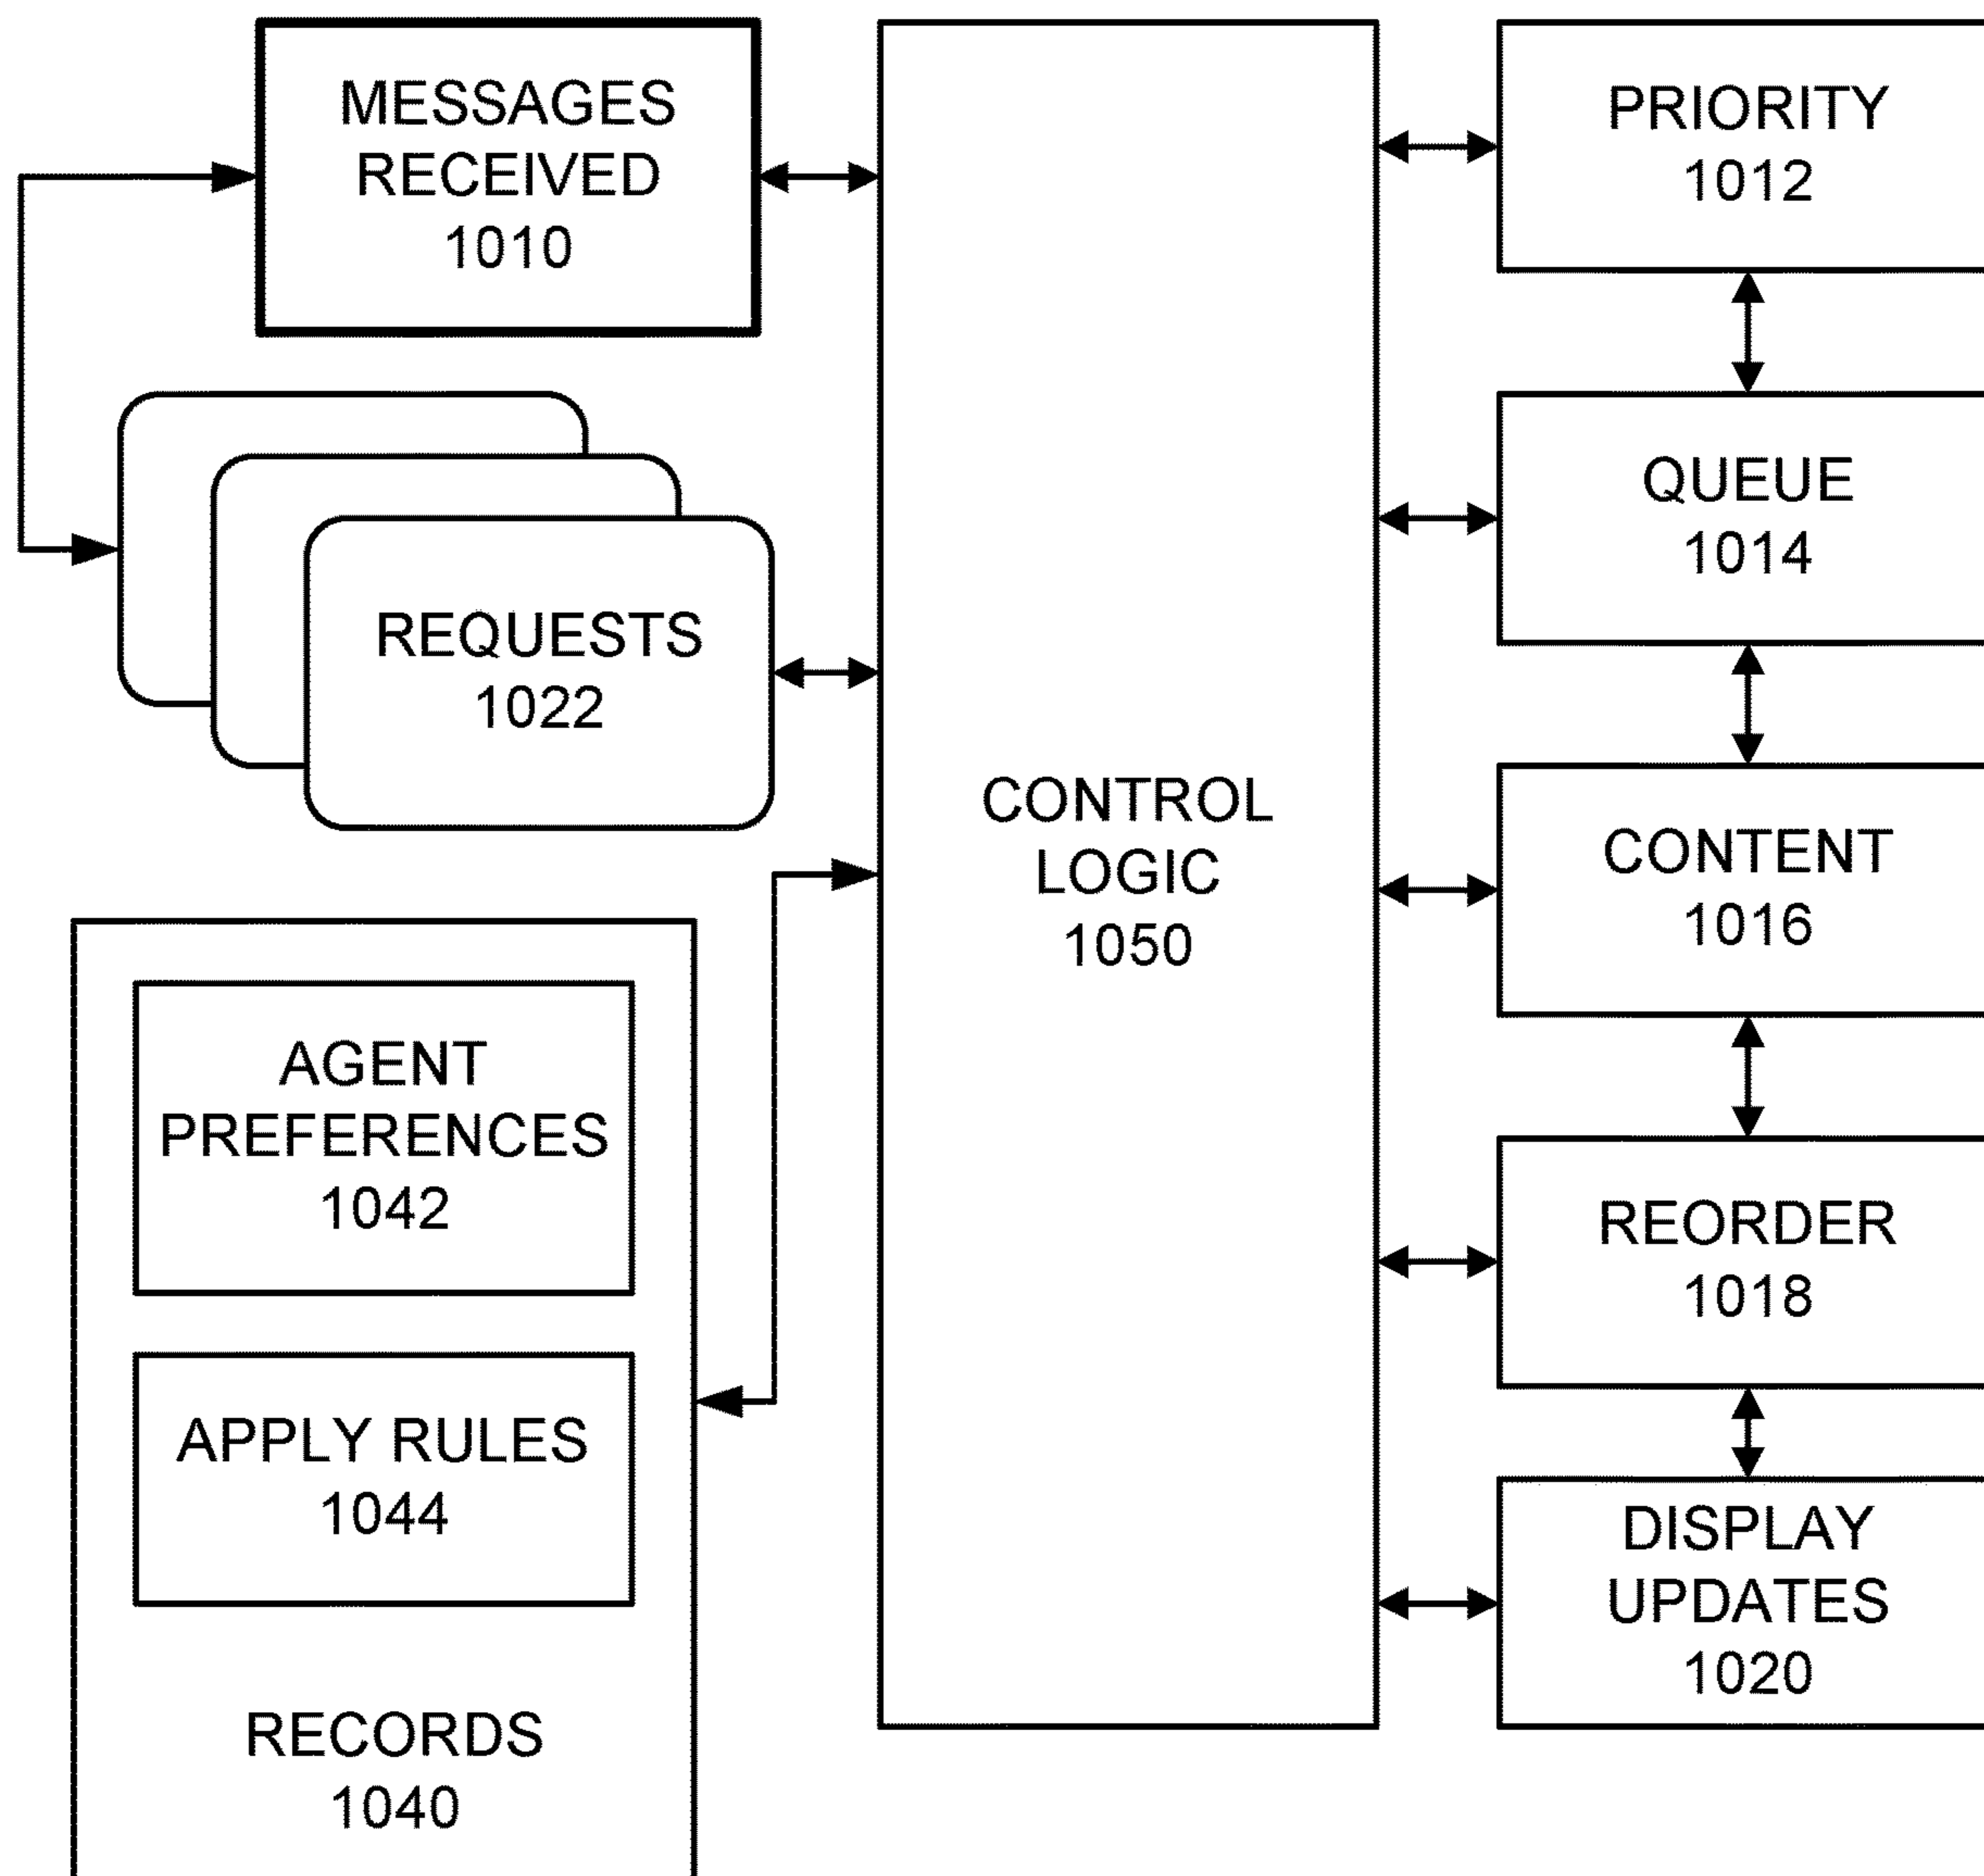 MESSAGES
RECEIVED
1010
REQUESTS
1022
AGENT
PREFERENCES
1042
APPLY RULES
1044
RECORDS
1040
CONTROL
LOGIC
1050
PRIORITY
1012
QUEUE
1014
CONTENT
1016
REORDER
1018
DISPLAY
UPDATES
1020